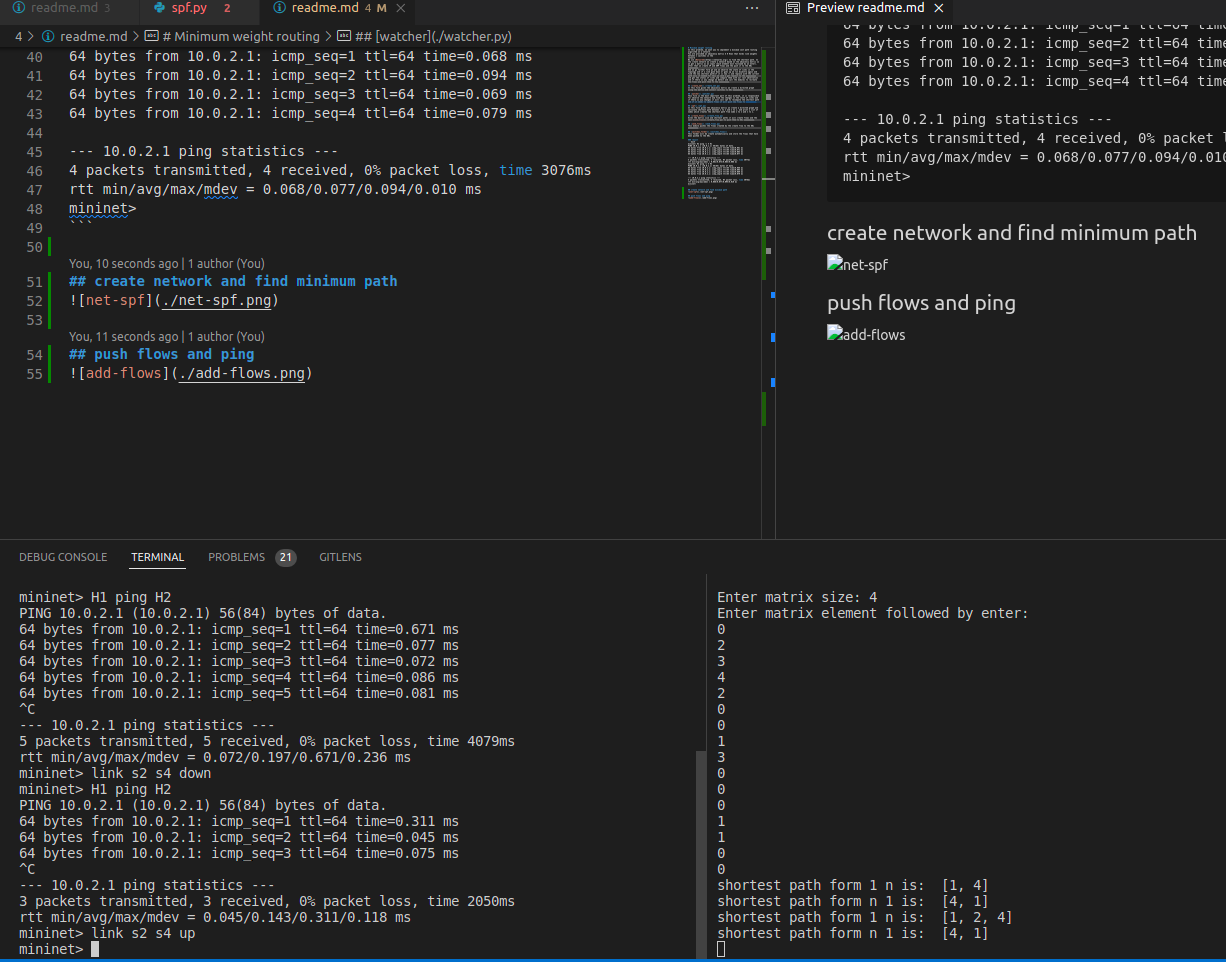 readme.md 3
spf.py 2
readme.md 4 M
...
4 > readme.md > # Minimum weight routing > ## [watcher](./watcher.py)
40 64 bytes from 10.0.2.1: icmp_seq=1 ttl=64 time=0.068 ms
41 64 bytes from 10.0.2.1: icmp_seq=2 ttl=64 time=0.094 ms
42 64 bytes from 10.0.2.1: icmp_seq=3 ttl=64 time=0.069 ms
43 64 bytes from 10.0.2.1: icmp_seq=4 ttl=64 time=0.079 ms
44
45 --- 10.0.2.1 ping statistics ---
46 4 packets transmitted, 4 received, 0% packet loss, time 3076ms
47 rtt min/avg/max/mdev = 0.068/0.077/0.094/0.010 ms
48 mininet>
49 ```
50
You, 10 seconds ago | 1 author (You)
51 ## create network and find minimum path
52 ![net-spf](./net-spf.png)
53
You, 11 seconds ago | 1 author (You)
54 ## push flows and ping
55 ![add-flows](./add-flows.png)
Preview readme.md
64 bytes from 10.0.2.1: icmp_seq=1 ttl=64 time=
64 bytes from 10.0.2.1: icmp_seq=2 ttl=64 time=
64 bytes from 10.0.2.1: icmp_seq=3 ttl=64 time=
64 bytes from 10.0.2.1: icmp_seq=4 ttl=64 time=
--- 10.0.2.1 ping statistics ---
4 packets transmitted, 4 received, 0% packet
rtt min/avg/max/mdev = 0.068/0.077/0.094/0.010
mininet>
create network and find minimum path
net-spf
push flows and ping
add-flows
DEBUG CONSOLE TERMINAL PROBLEMS 21 GITLENS
mininet> H1 ping H2
PING 10.0.2.1 (10.0.2.1) 56(84) bytes of data.
64 bytes from 10.0.2.1: icmp_seq=1 ttl=64 time=0.671 ms
64 bytes from 10.0.2.1: icmp_seq=2 ttl=64 time=0.077 ms
64 bytes from 10.0.2.1: icmp_seq=3 ttl=64 time=0.072 ms
64 bytes from 10.0.2.1: icmp_seq=4 ttl=64 time=0.086 ms
64 bytes from 10.0.2.1: icmp_seq=5 ttl=64 time=0.081 ms
^C
--- 10.0.2.1 ping statistics ---
5 packets transmitted, 5 received, 0% packet loss, time 4079ms
rtt min/avg/max/mdev = 0.072/0.197/0.671/0.236 ms
mininet> link s2 s4 down
mininet> H1 ping H2
PING 10.0.2.1 (10.0.2.1) 56(84) bytes of data.
64 bytes from 10.0.2.1: icmp_seq=1 ttl=64 time=0.311 ms
64 bytes from 10.0.2.1: icmp_seq=2 ttl=64 time=0.045 ms
64 bytes from 10.0.2.1: icmp_seq=3 ttl=64 time=0.075 ms
^C
--- 10.0.2.1 ping statistics ---
3 packets transmitted, 3 received, 0% packet loss, time 2050ms
rtt min/avg/max/mdev = 0.045/0.143/0.311/0.118 ms
mininet> link s2 s4 up
mininet>
Enter matrix size: 4
Enter matrix element followed by enter:
0
2
3
4
2
0
0
1
3
0
0
0
1
1
0
0
shortest path form 1 n is:  [1, 4]
shortest path form n 1 is:  [4, 1]
shortest path form 1 n is:  [1, 2, 4]
shortest path form n 1 is:  [4, 1]